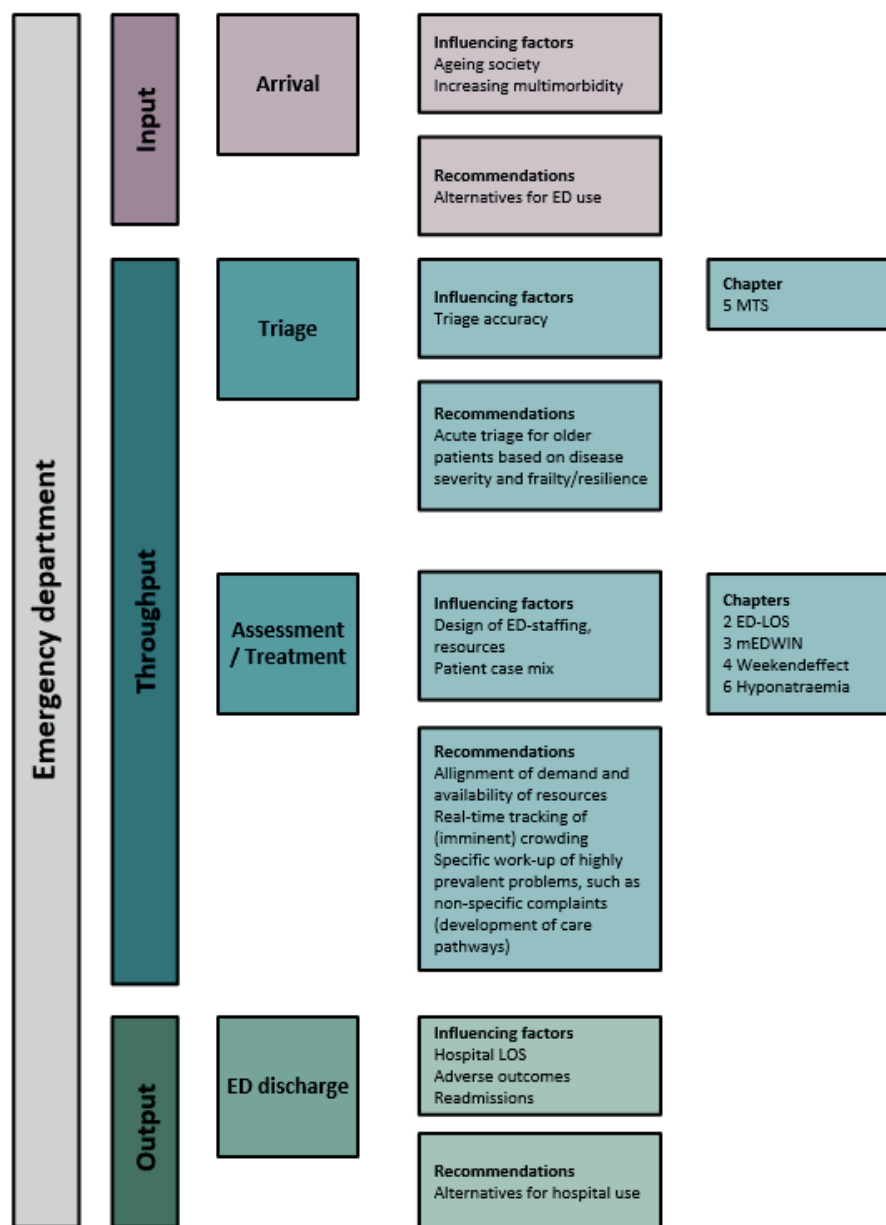 Emergency department
Input
Arrival
Influencing factors
Ageing society
Increasing multimorbidity
Recommendations
Alternatives for ED use
Throughput
Triage
Influencing factors
Triage accuracy
Chapter
5 MTS
Recommendations
Acute triage for older
patients based on disease
severity and frailty/resilience
Assessment
/ Treatment
Influencing factors
Design of ED-staffing,
resources
Patient case mix
Chapters
2 ED-LOS
3 mEDWIN
4 Weekendeffect
6 Hyponatraemia
Recommendations
Allignment of demand and
availability of resources
Real-time tracking of
(imminent) crowding
Specific work-up of highly
prevalent problems, such as
non-specific complaints
(development of care
pathways)
Output
ED discharge
Influencing factors
Hospital LOS
Adverse outcomes
Readmissions
Recommendations
Alternatives for hospital use